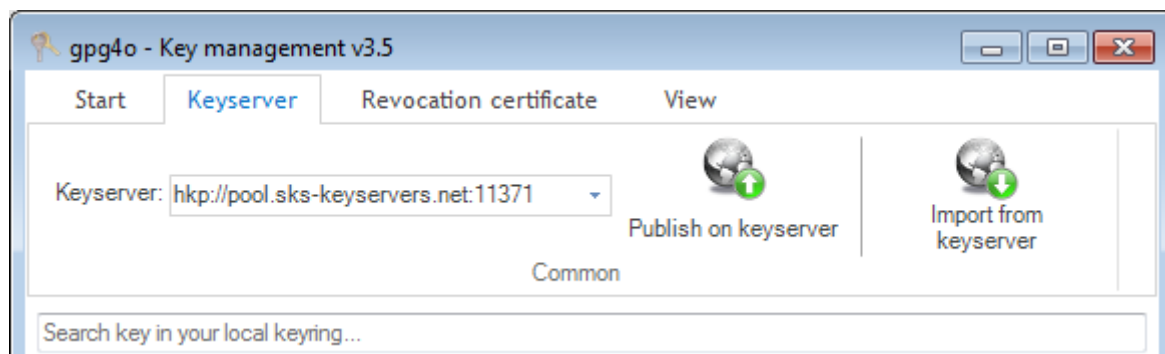 gpg4o - Key management v3.5
Start Keyserver Revocation certificate View
Keyserver: hkp://pool.sks-keyservers.net:11371
Publish on keyserver
Import from
keyserver
Common
Search key in your local keyring...